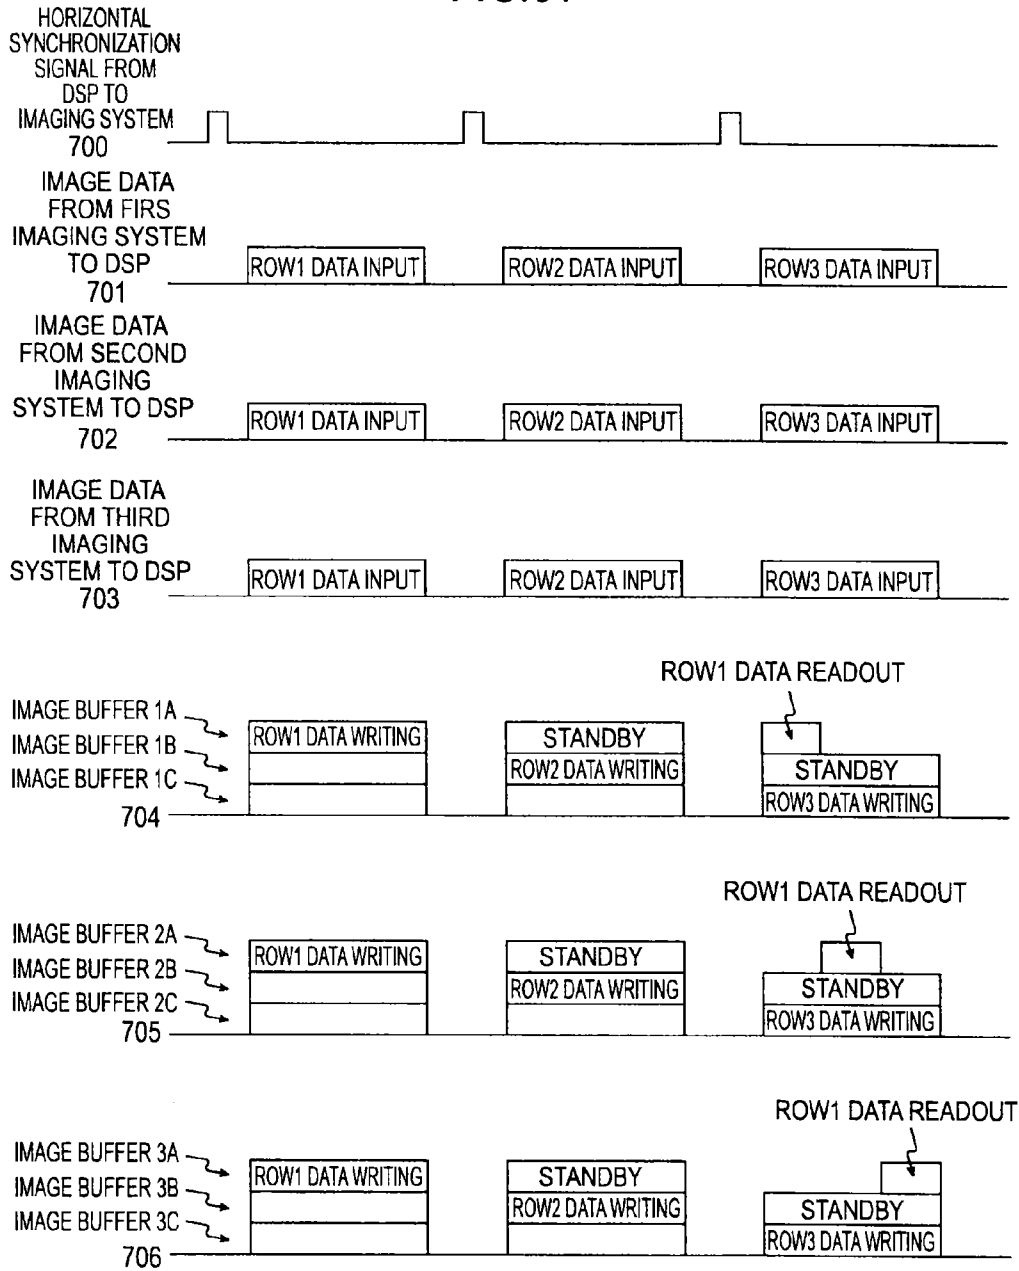 HORIZONTAL
SYNCHRONIZATION
SIGNAL FROM
DSP TO
IMAGING SYSTEM
700
IMAGE DATA
FROM FIRS
IMAGING SYSTEM
TO DSP
701
ROW1 DATA INPUT ROW2 DATA INPUT ROW3 DATA INPUT
IMAGE DATA
FROM SECOND
IMAGING
SYSTEM TO DSP
702
ROW1 DATA INPUT ROW2 DATA INPUT ROW3 DATA INPUT
IMAGE DATA
FROM THIRD
IMAGING
SYSTEM TO DSP
703
ROW1 DATA INPUT ROW2 DATA INPUT ROW3 DATA INPUT
ROW1 DATA READOUT
IMAGE BUFFER 1A
IMAGE BUFFER 1B
IMAGE BUFFER 1C
704
ROW1 DATA WRITING STANDBY
ROW2 DATA WRITING STANDBY
ROW3 DATA WRITING
ROW1 DATA READOUT
IMAGE BUFFER 2A
IMAGE BUFFER 2B
IMAGE BUFFER 2C
705
ROW1 DATA WRITING STANDBY
ROW2 DATA WRITING STANDBY
ROW3 DATA WRITING
ROW1 DATA READOUT
IMAGE BUFFER 3A
IMAGE BUFFER 3B
IMAGE BUFFER 3C
706
ROW1 DATA WRITING STANDBY
ROW2 DATA WRITING STANDBY
ROW3 DATA WRITING